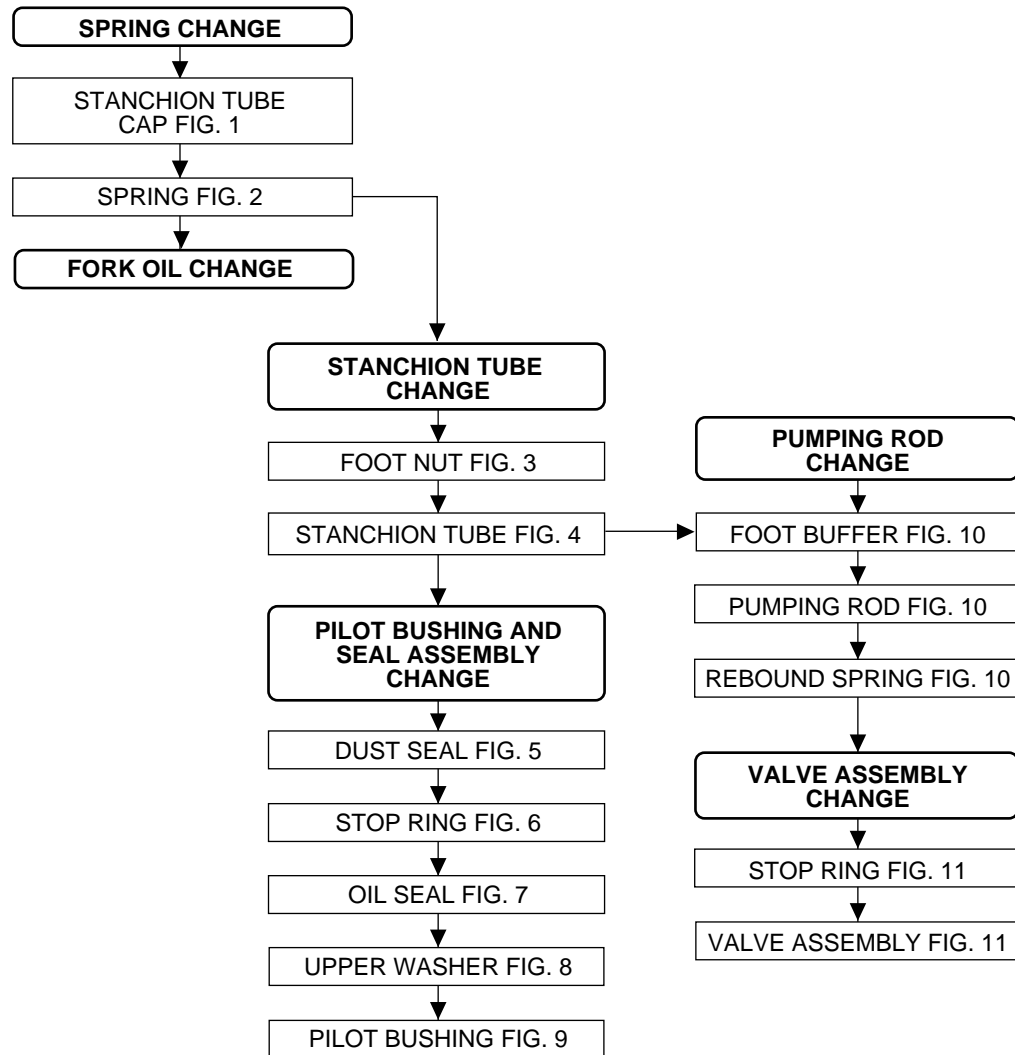 SPRING CHANGE
STANCHION TUBE
CAP FIG. 1
SPRING FIG. 2
FORK OIL CHANGE
STANCHION TUBE
CHANGE
FOOT NUT FIG. 3
STANCHION TUBE FIG. 4
PILOT BUSHING AND
SEAL ASSEMBLY
CHANGE
DUST SEAL FIG. 5
STOP RING FIG. 6
OIL SEAL FIG. 7
UPPER WASHER FIG. 8
PILOT BUSHING FIG. 9
PUMPING ROD
CHANGE
FOOT BUFFER FIG. 10
PUMPING ROD FIG. 10
REBOUND SPRING FIG. 10
VALVE ASSEMBLY
CHANGE
STOP RING FIG. 11
VALVE ASSEMBLY FIG. 11